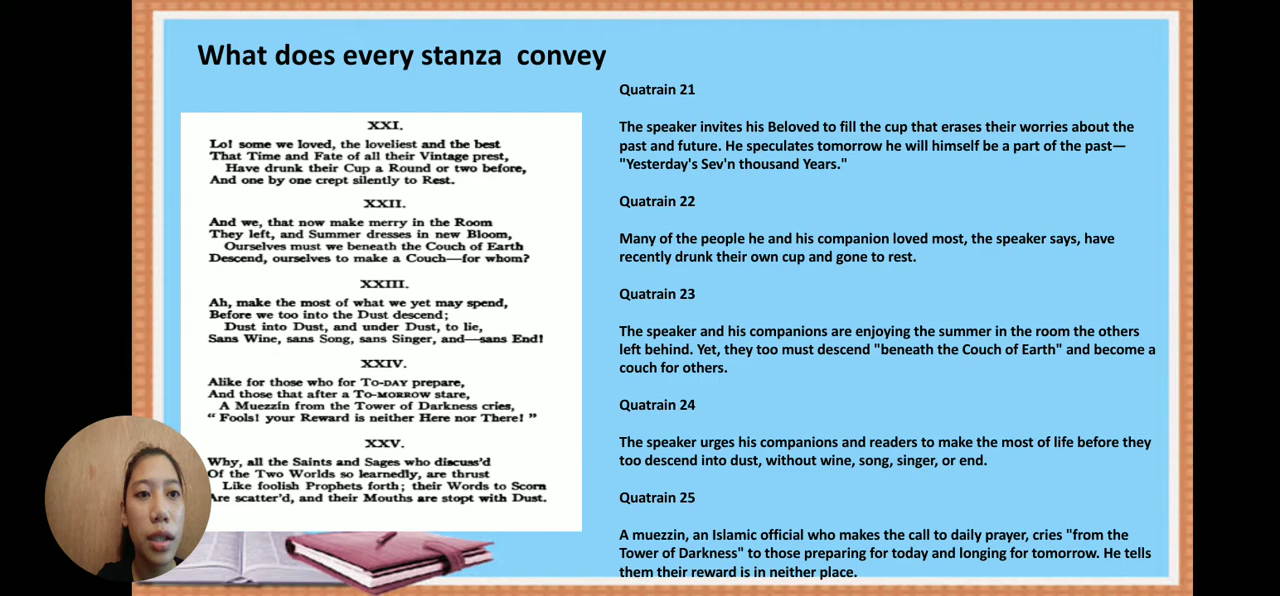 What does every stanza convey
XXI.
Lo! some we loved, the loveliest and the best
That Time and Fate of all their Vintage prest,
Have drunk their Cup a Round or two before,
And one by one crept silently to Rest.
XXII.
And we, that now make merry in the Room
They left, and Summer dresses in new Bloom,
Ourselves must we beneath the Couch of Earth
Descend, ourselves to make a Couch—for whom?
XXIII.
Ah, make the most of what we yet may spend,
Before we too into the Dust descend;
Dust into Dust, and under Dust, to lie,
Sans Wine, sans Song, sans Singer, and—sans End!
XXIV.
Alike for those who for TO-DAY prepare,
And those that after a TO-MORROW stare,
A Muezzín from the Tower of Darkness cries,
" Fools! your Reward is neither Here nor There! "
XXV.
Why, all the Saints and Sages who discuss'd
Of the Two Worlds so learnedly, are thrust
Like foolish Prophets forth; their Words to Scorn
Are scatter'd, and their Mouths are stopt with Dust.
Quatrain 21
The speaker invites his Beloved to fill the cup that erases their worries about the
past and future. He speculates tomorrow he will himself be a part of the past—
"Yesterday's Sev'n thousand Years."
Quatrain 22
Many of the people he and his companion loved most, the speaker says, have
recently drunk their own cup and gone to rest.
Quatrain 23
The speaker and his companions are enjoying the summer in the room the others
left behind. Yet, they too must descend "beneath the Couch of Earth" and become a
couch for others.
Quatrain 24
The speaker urges his companions and readers to make the most of life before they
too descend into dust, without wine, song, singer, or end.
Quatrain 25
A muezzin, an Islamic official who makes the call to daily prayer, cries "from the
Tower of Darkness" to those preparing for today and longing for tomorrow. He tells
them their reward is in neither place.